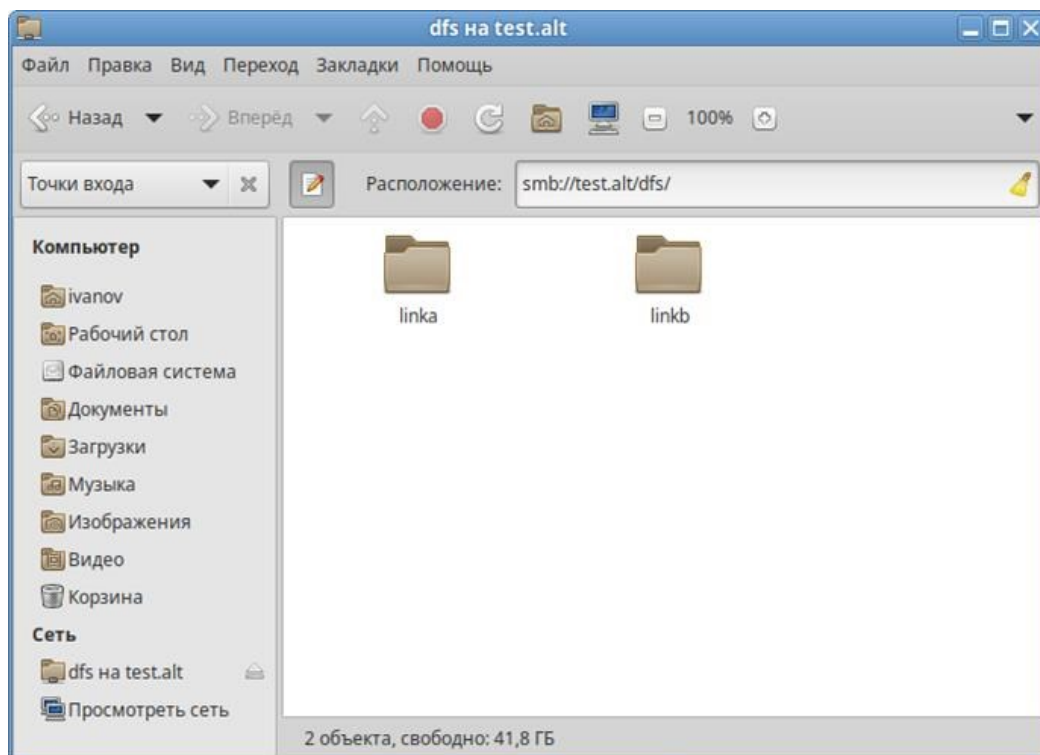 dfs на test.alt
Файл Правка Вид Переход Закладки Помощь
Назад Вперёд 100%
Точки входа Расположение: smb://test.alt/dfs/
Компьютер
ivanov
Рабочий стол
Файловая система
Документы
Загрузки
Музыка
Изображения
Видео
Корзина
Сеть
dfs на test.alt
Просмотреть сеть
linka linkb
2 объекта, свободно: 41,8 ГБ